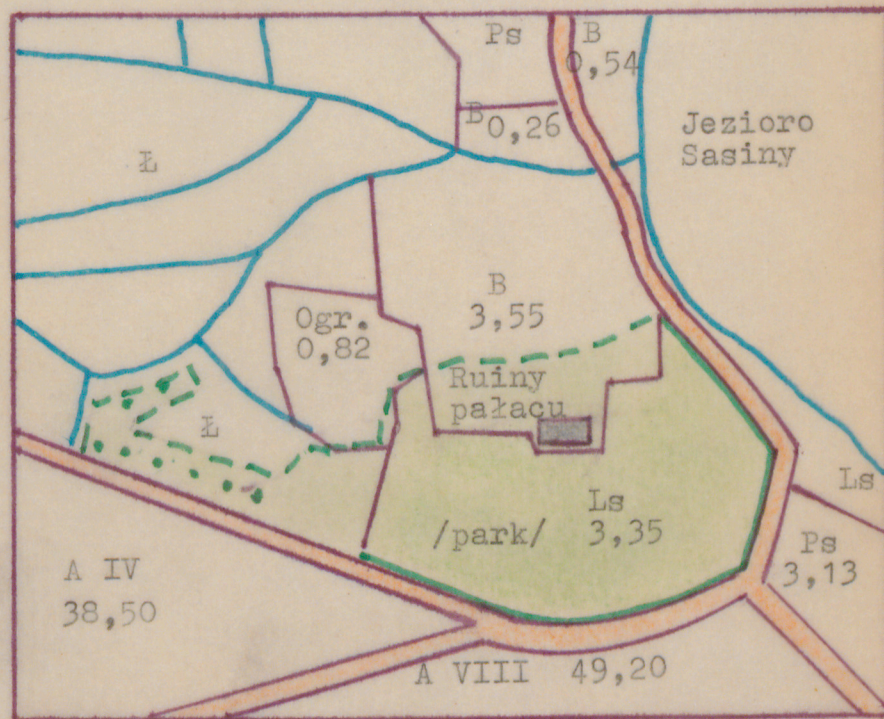 Ps
B
0,54
B
0,26
Jezioro
Sasiny
Ł
B
3,55
Ogr.
0,82
Ruiny
pałacu
Ł
Ls
Ls
/park/ 3,35
Ps
3,13
A IV
38,50
A VIII 49,20